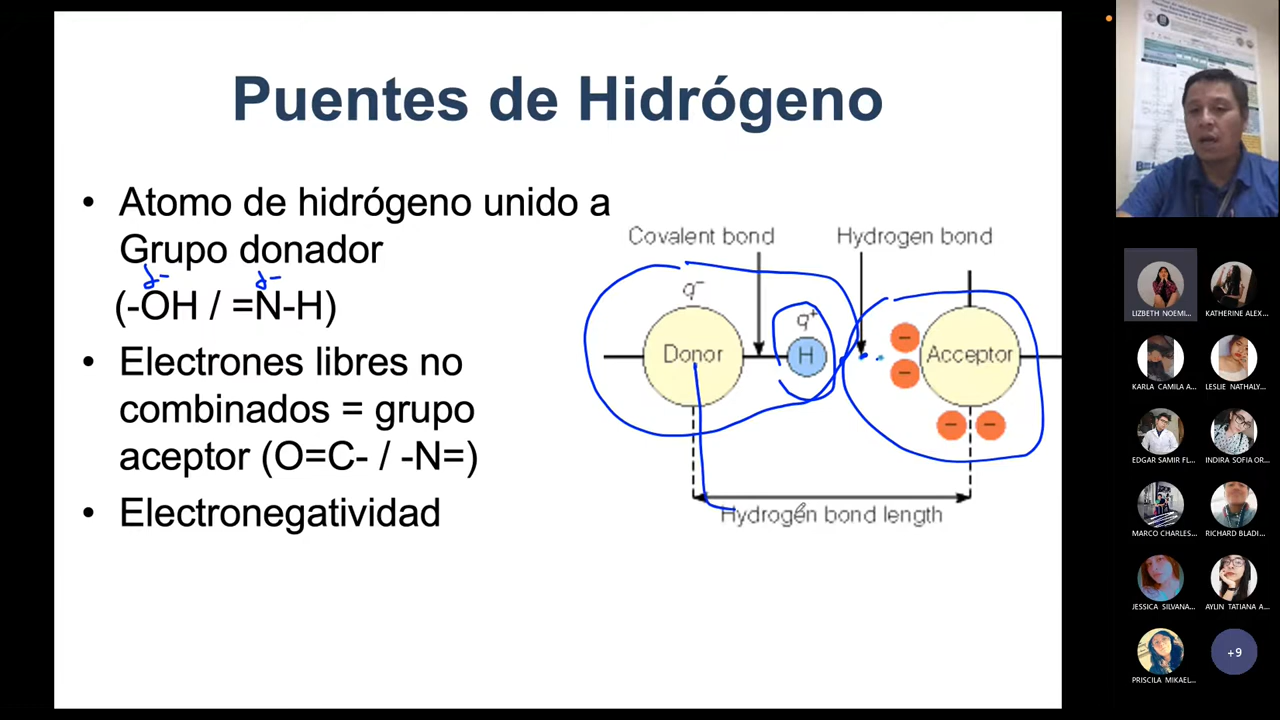 Puentes de Hidrógeno
• Atomo de hidrógeno unido a
Grupo donador
δ- δ-
(-OH / =N-H)
• Electrones libres no
combinados = grupo
aceptor (O=C- / -N=)
• Electronegatividad
Covalent bond
Hydrogen bond
q-
q+
Donor
H
Acceptor
Hydrogen bond length
LIZBETH NOEMI...
KATHERINE ALEX...
KARLA CAMILA A...
LESLIE NATHALY...
EDGAR SAMIR FL...
INDIRA SOFIA OR...
MARCO CHARLES...
RICHARD BLADI...
JESSICA SILVANA...
AYLIN TATIANA A...
PRISCILA MIKAEL...
+9